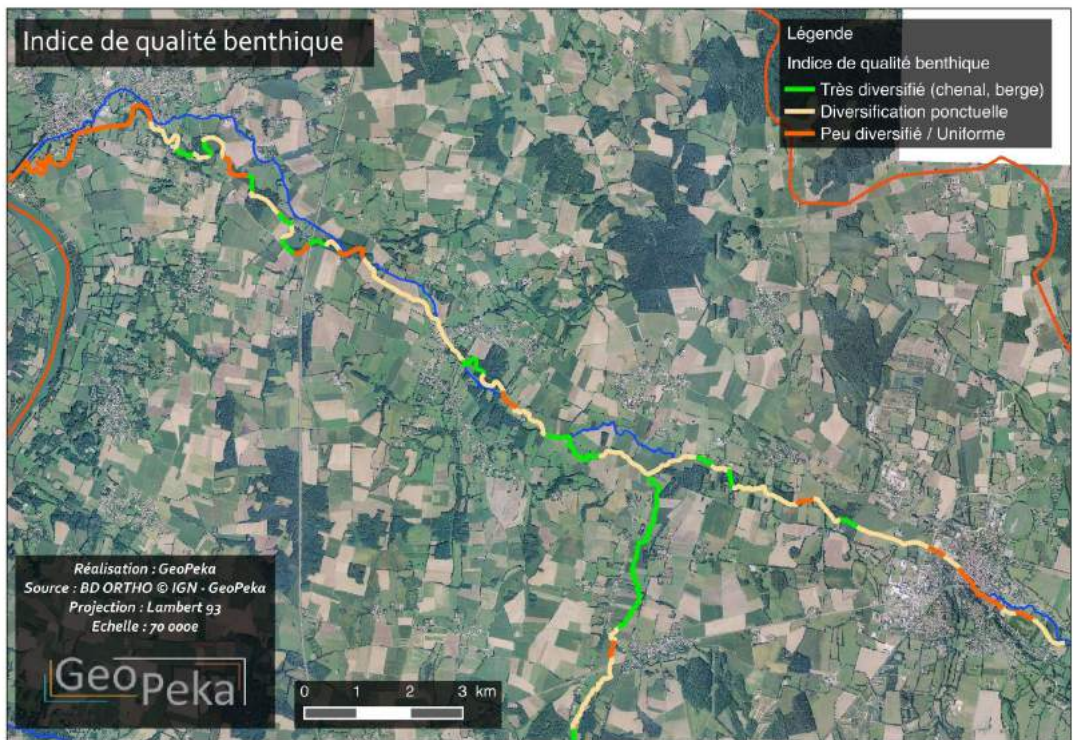 Indice de qualité benthique
Légende
Indice de qualité benthique
Très diversifié (chenal, berge)
Diversification ponctuelle
Peu diversifié / Uniforme
Réalisation : GeoPeka
Source : BD ORTHO © IGN - GeoPeka
Projection : Lambert 93
Echelle : 70 000e
GeoPeka
0 1 2 3 km